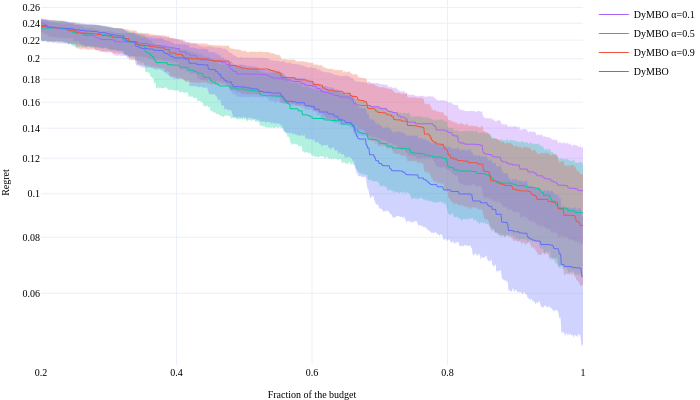 0.26
0.24
0.22
0.2
0.18
0.16
0.14
0.12
0.1
0.08
0.06
Regret
0.2
0.4
0.6
0.8
1
Fraction of the budget
DyMBO α=0.1
DyMBO α=0.5
DyMBO α=0.9
DyMBO